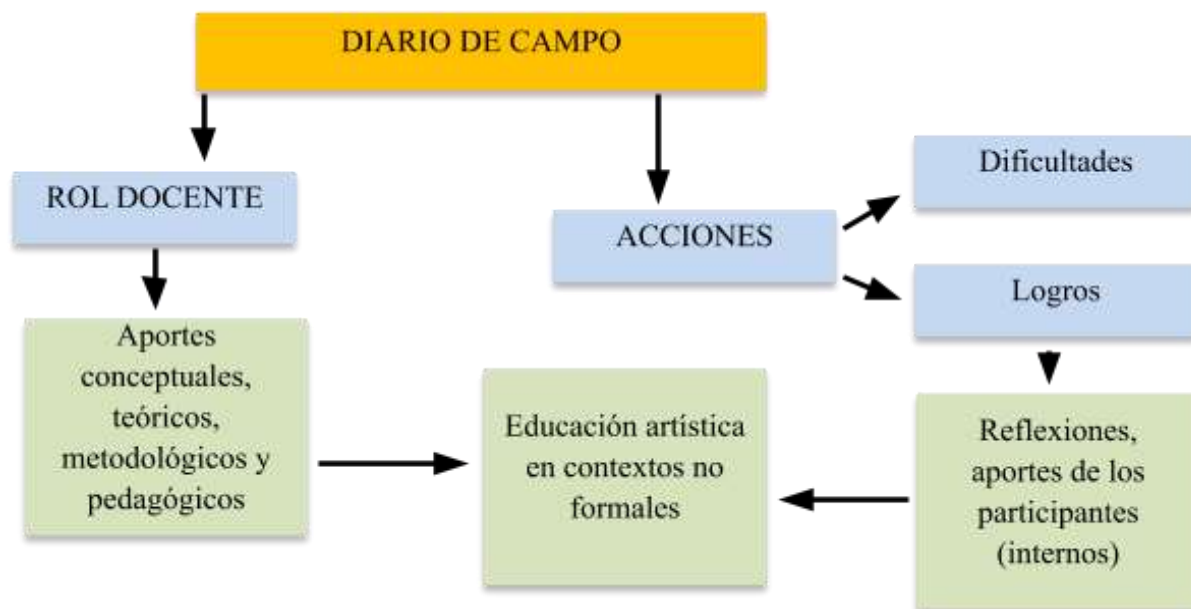 DIARIO DE CAMPO
ROL DOCENTE
ACCIONES
Dificultades
Logros
Aportes
conceptuales,
teóricos,
metodológicos y
pedagógicos
Educación artística
en contextos no
formales
Reflexiones,
aportes de los
participantes
(internos)